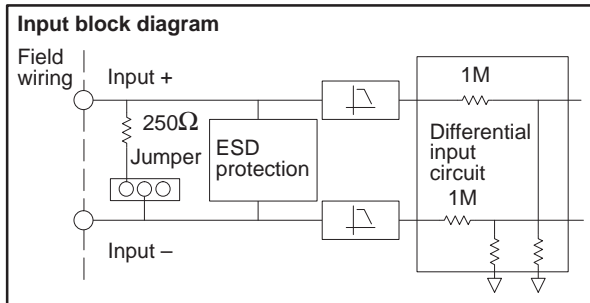 Input block diagram
Field
wiring
Input +
1M
250Ω
Jumper
ESD
protection
Differential
input
circuit
1M
Input –